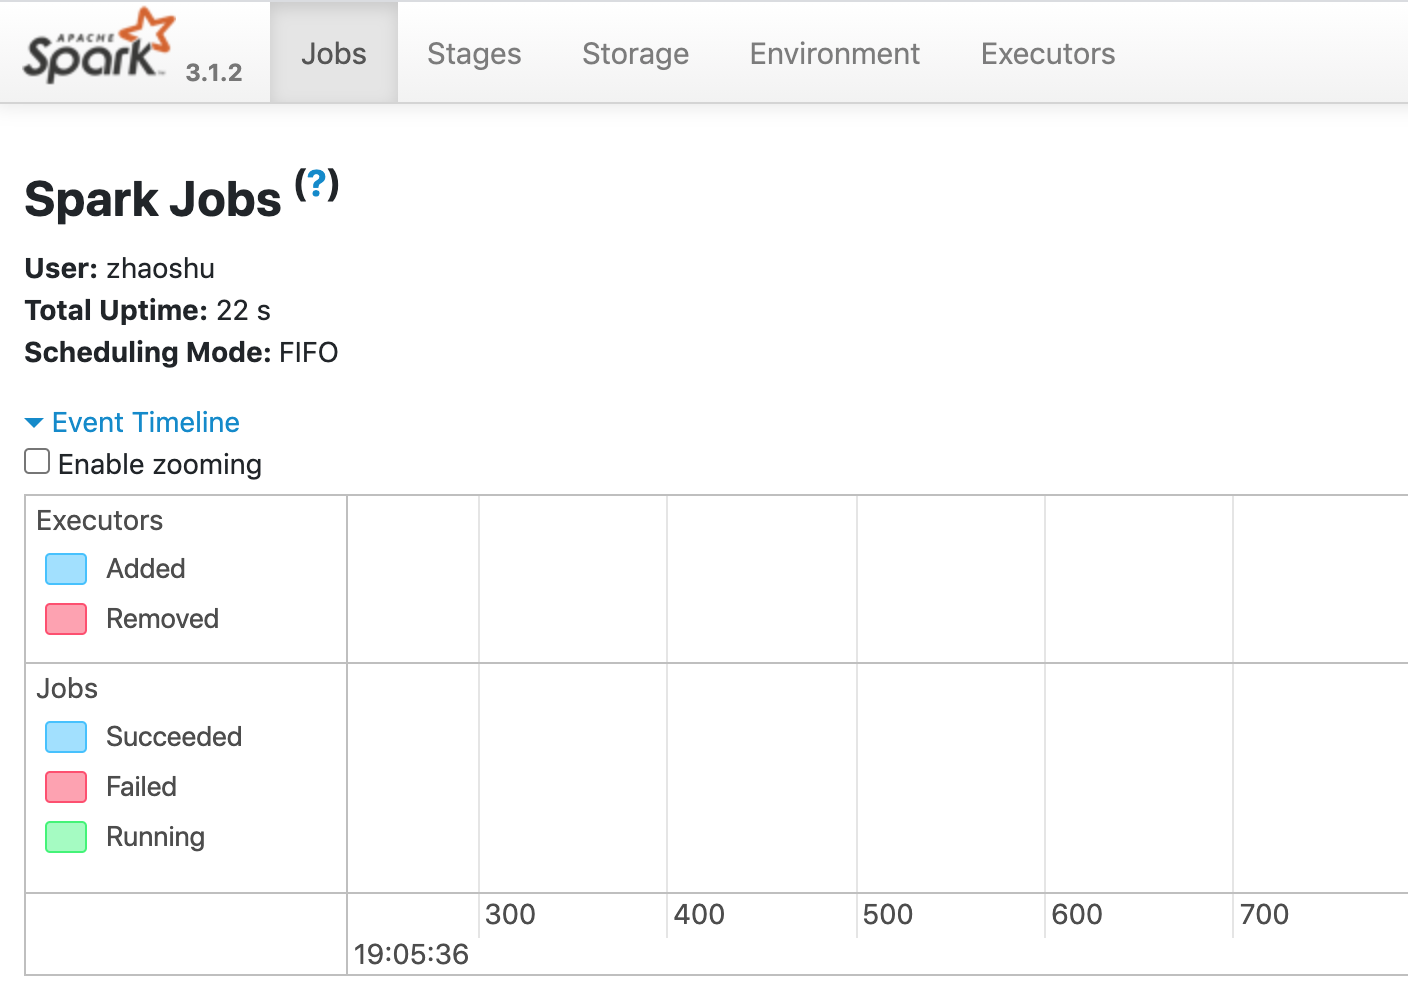 APACHE
Spark™ 3.1.2 Jobs Stages Storage Environment Executors
Spark Jobs (?)
User: zhaoshu
Total Uptime: 22 s
Scheduling Mode: FIFO
Event Timeline
Enable zooming
Executors
Added
Removed
Jobs
Succeeded
Failed
Running
300 400 500 600 700
19:05:36